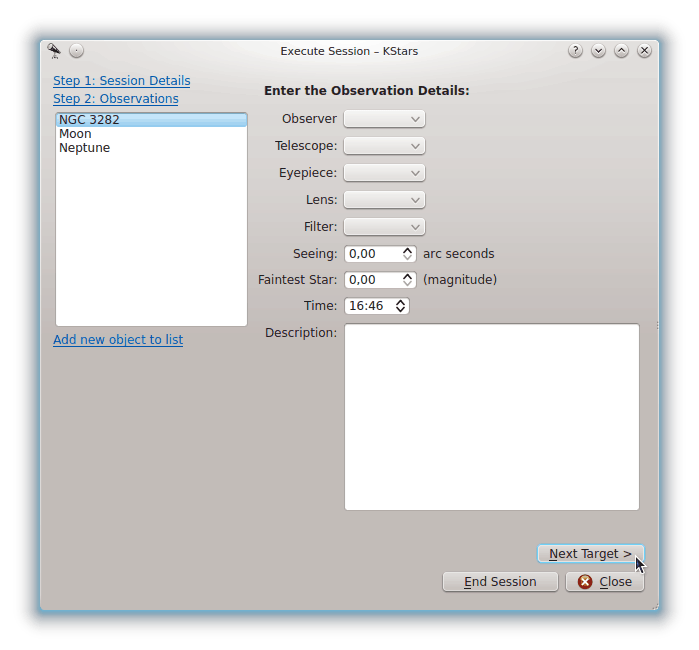 Execute Session – KStars
Step 1: Session Details
Step 2: Observations
NGC 3282
Moon
Neptune
Add new object to list
Enter the Observation Details:
Observer
Telescope:
Eyepiece:
Lens:
Filter:
Seeing: 0,00 arc seconds
Faintest Star: 0,00 (magnitude)
Time: 16:46
Description:
Next Target >
End Session
Close